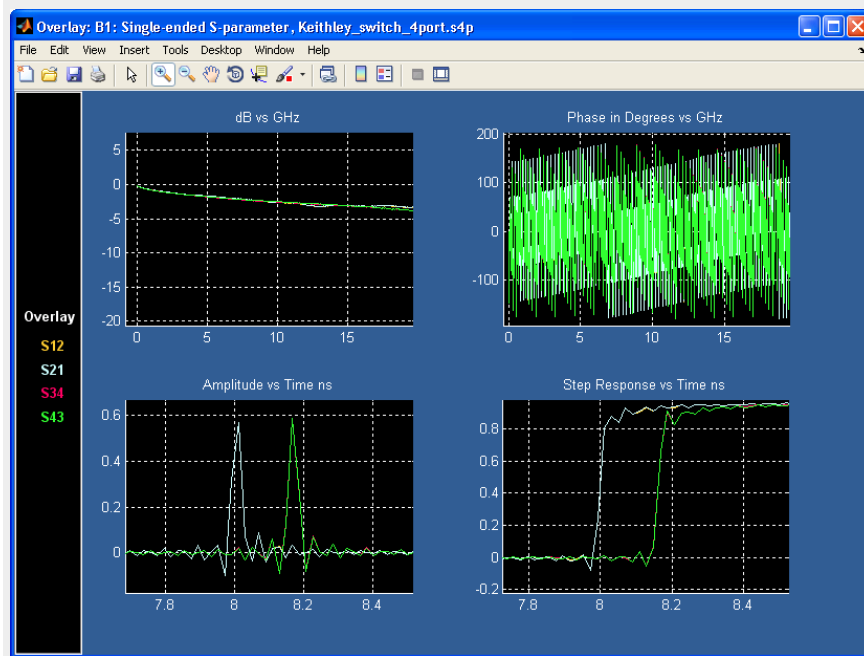 Overlay: B1: Single-ended S-parameter, Keithley_switch_4port.s4p
File Edit View Insert Tools Desktop Window Help
dB vs GHz
5
0
-5
-10
-15
-20
0 5 10 15
Phase in Degrees vs GHz
200
100
0
-100
0 5 10 15
Overlay
S12
S21
S34
S43
Amplitude vs Time ns
0.6
0.4
0.2
0
7.8 8 8.2 8.4
Step Response vs Time ns
0.8
0.6
0.4
0.2
0
-0.2
7.8 8 8.2 8.4